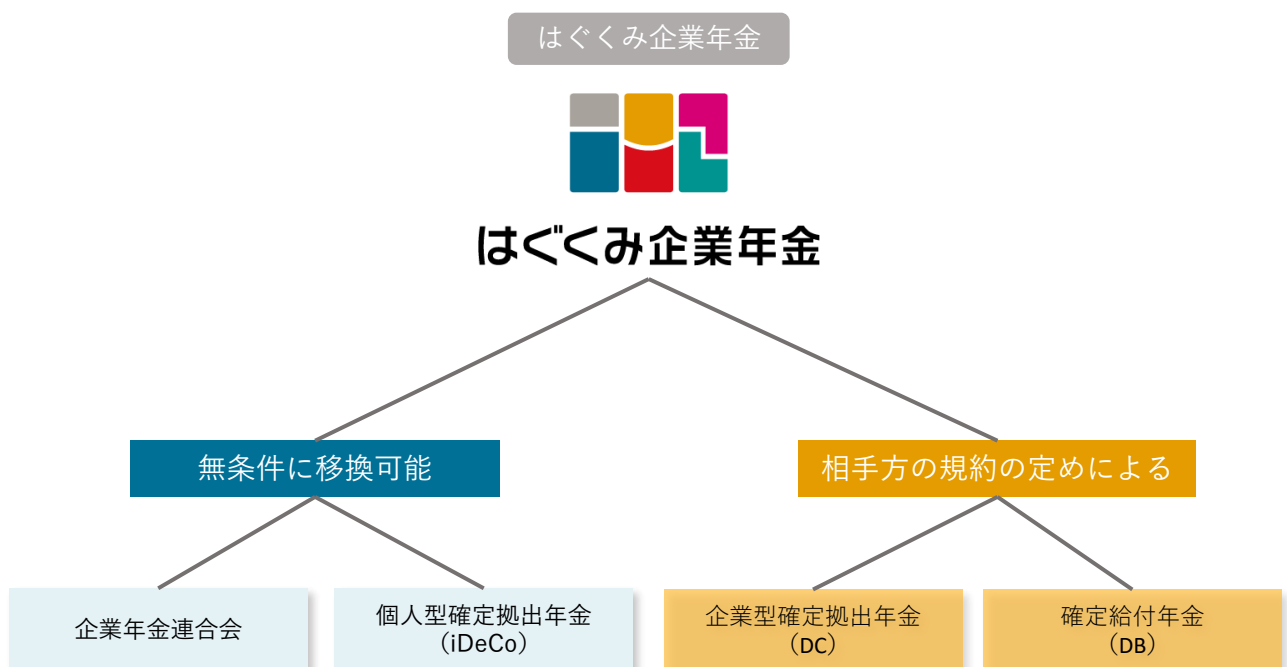 はぐくみ企業年金
はぐくみ企業年金
無条件に移換可能
相手方の規約の定めによる
企業年金連合会
個人型確定拠出年金
（iDeCo）
企業型確定拠出年金
（DC）
確定給付年金
（DB）